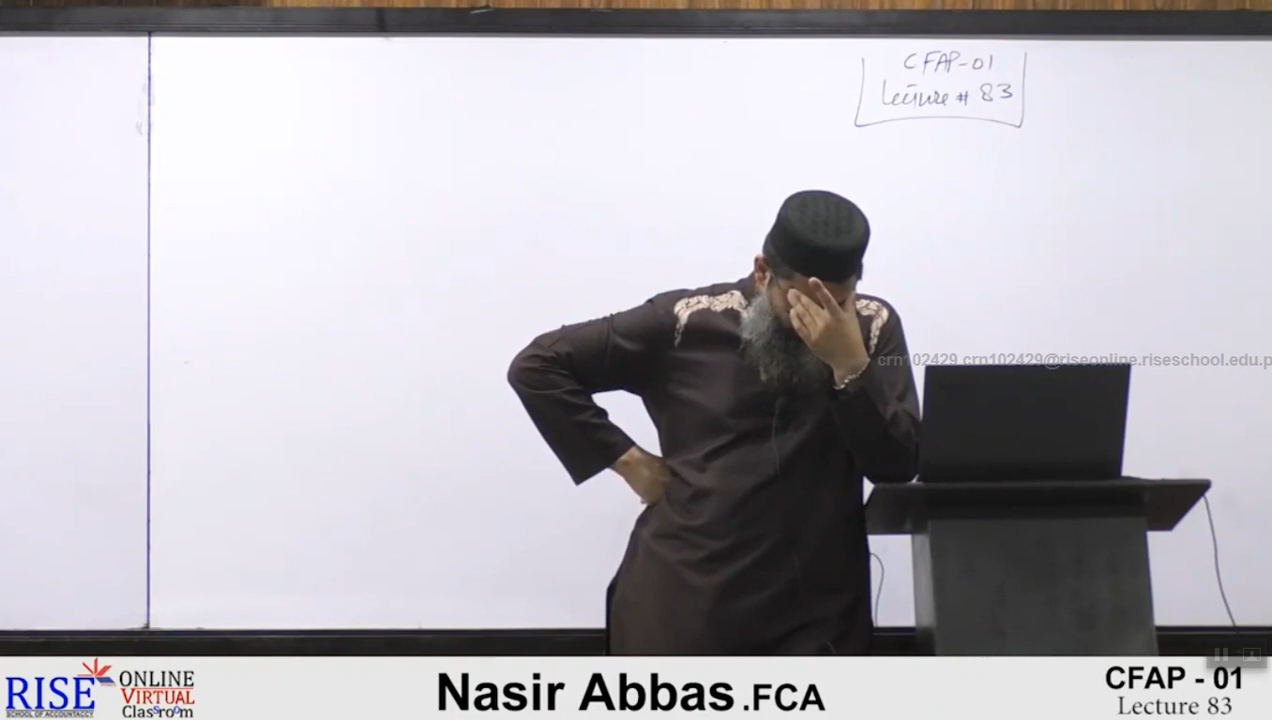 CFAP-01
Lecture # 83
crn102429 crn102429@riseonline.riseschool.edu.p
RISE
SCHOOL OF ACCOUNTANCY
ONLINE
VIRTUAL
Classroom
Nasir Abbas .FCA
CFAP - 01
Lecture 83